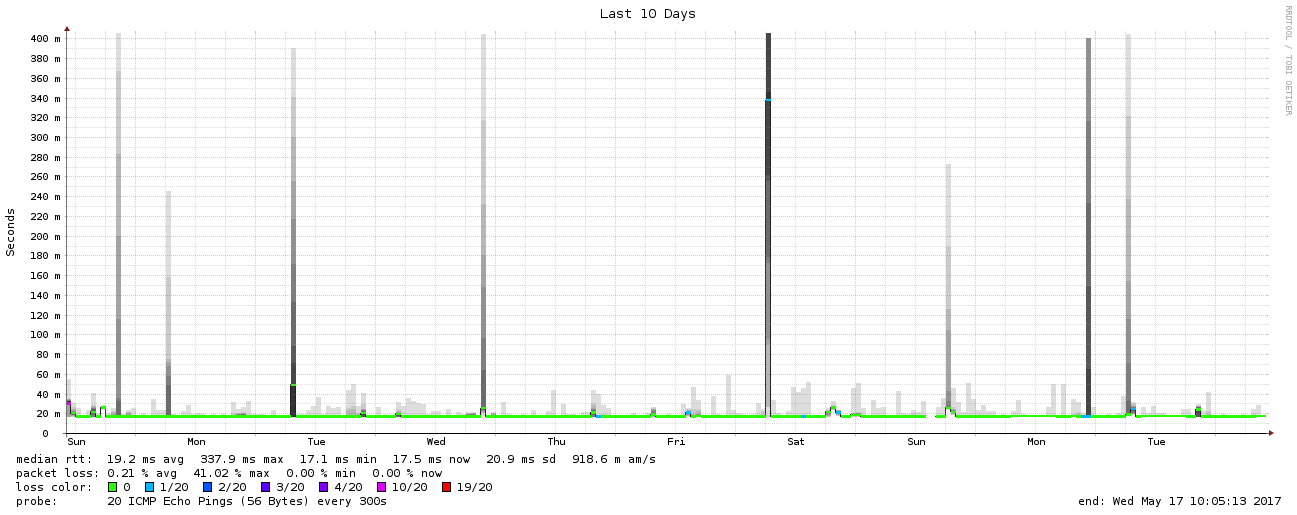 Last 10 Days
RRDTOOL / TOBI OETIKER
Seconds
400 m
380 m
360 m
340 m
320 m
300 m
280 m
260 m
240 m
220 m
200 m
180 m
160 m
140 m
120 m
100 m
80 m
60 m
40 m
20 m
0
Sun Mon Tue Wed Thu Fri Sat Sun Mon Tue
median rtt: 19.2 ms avg 337.9 ms max 17.1 ms min 17.5 ms now 20.9 ms sd 918.6 m am/s
packet loss: 0.21 % avg 41.02 % max 0.00 % min 0.00 % now
loss color: 0 1/20 2/20 3/20 4/20 10/20 19/20
probe: 20 ICMP Echo Pings (56 Bytes) every 300s end: Wed May 17 10:05:13 2017